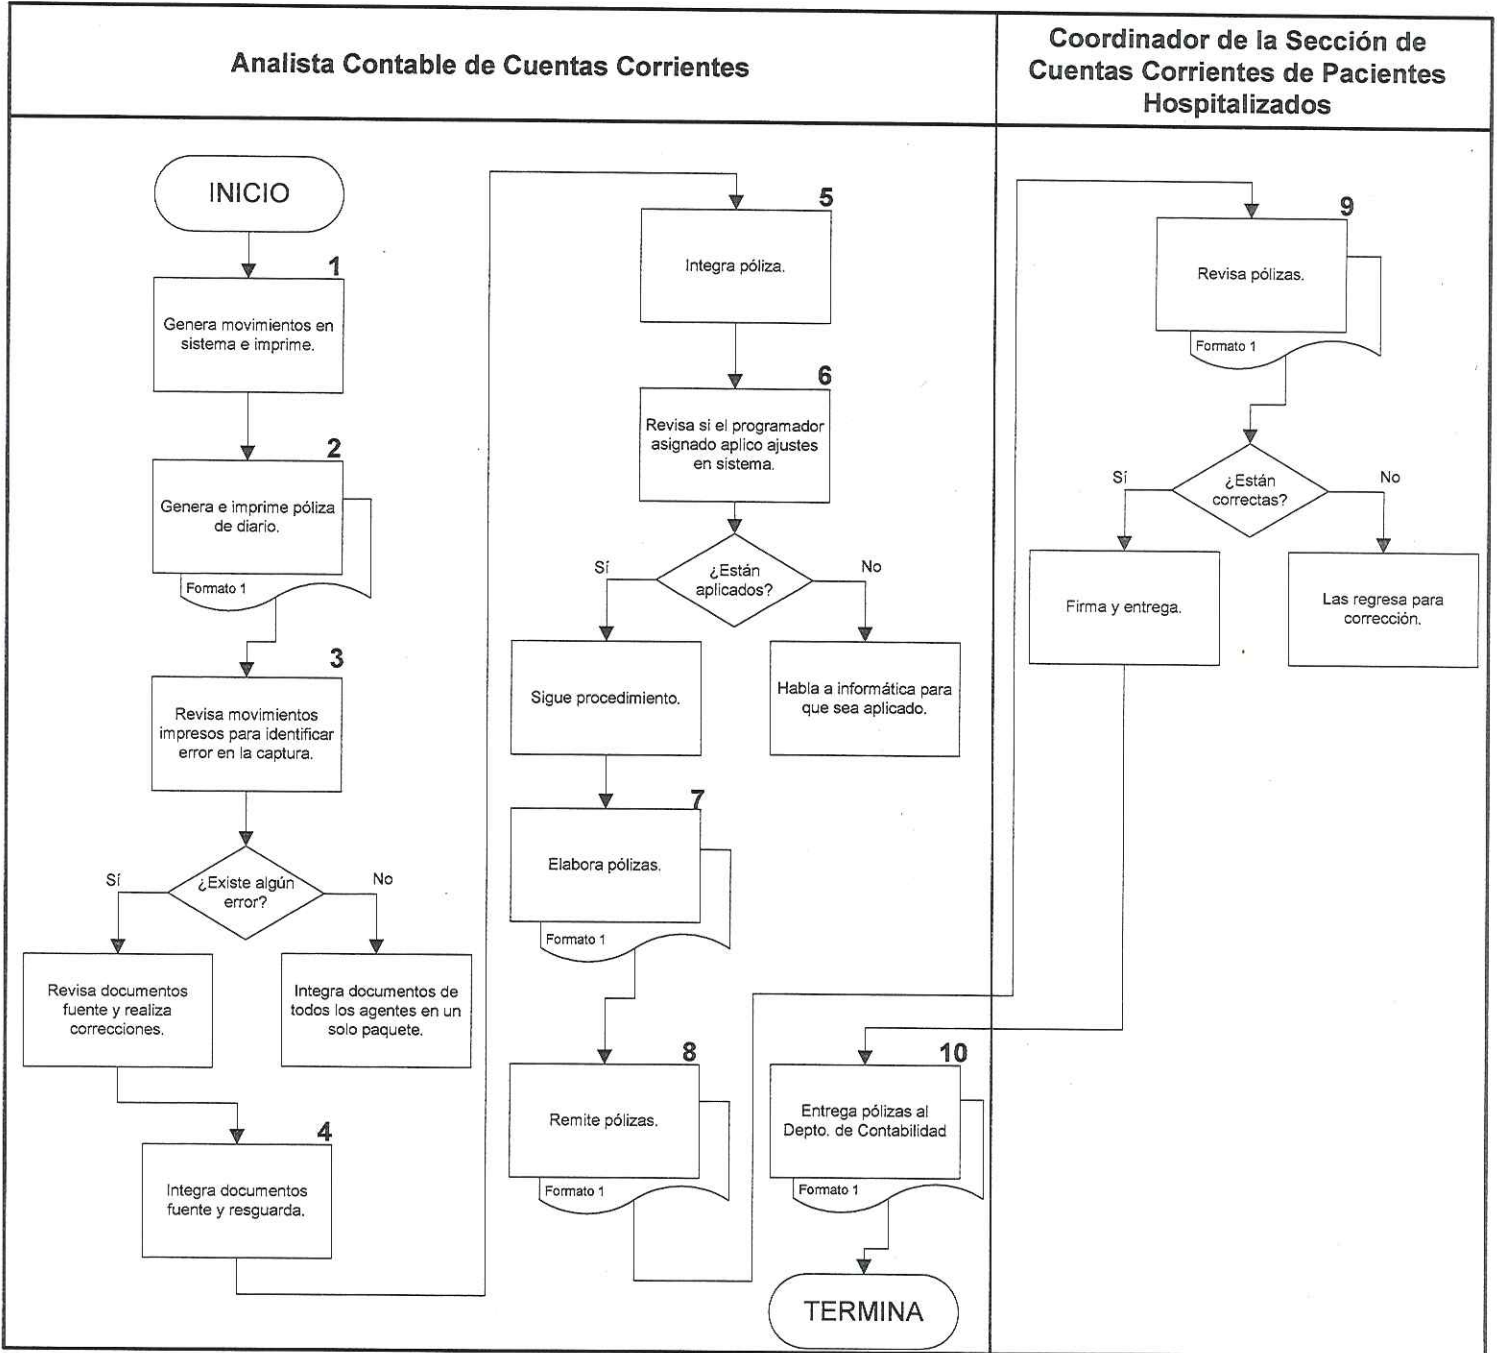 Analista Contable de Cuentas Corrientes
Coordinador de la Sección de
Cuentas Corrientes de Pacientes
Hospitalizados
INICIO
1
Genera movimientos en
sistema e imprime.
2
Genera e imprime póliza
de diario.
Formato 1
3
Revisa movimientos
impresos para identificar
error en la captura.
¿Existe algún
error?
Sí
No
Revisa documentos
fuente y realiza
correcciones.
Integra documentos de
todos los agentes en un
solo paquete.
4
Integra documentos
fuente y resguarda.
5
Integra póliza.
6
Revisa si el programador
asignado aplico ajustes
en sistema.
¿Están
aplicados?
Sí
No
Sigue procedimiento.
Habla a informática para
que sea aplicado.
7
Elabora pólizas.
Formato 1
8
Remite pólizas.
Formato 1
9
Revisa pólizas.
Formato 1
¿Están
correctas?
Sí
No
Firma y entrega.
Las regresa para
corrección.
10
Entrega pólizas al
Depto. de Contabilidad
Formato 1
TERMINA